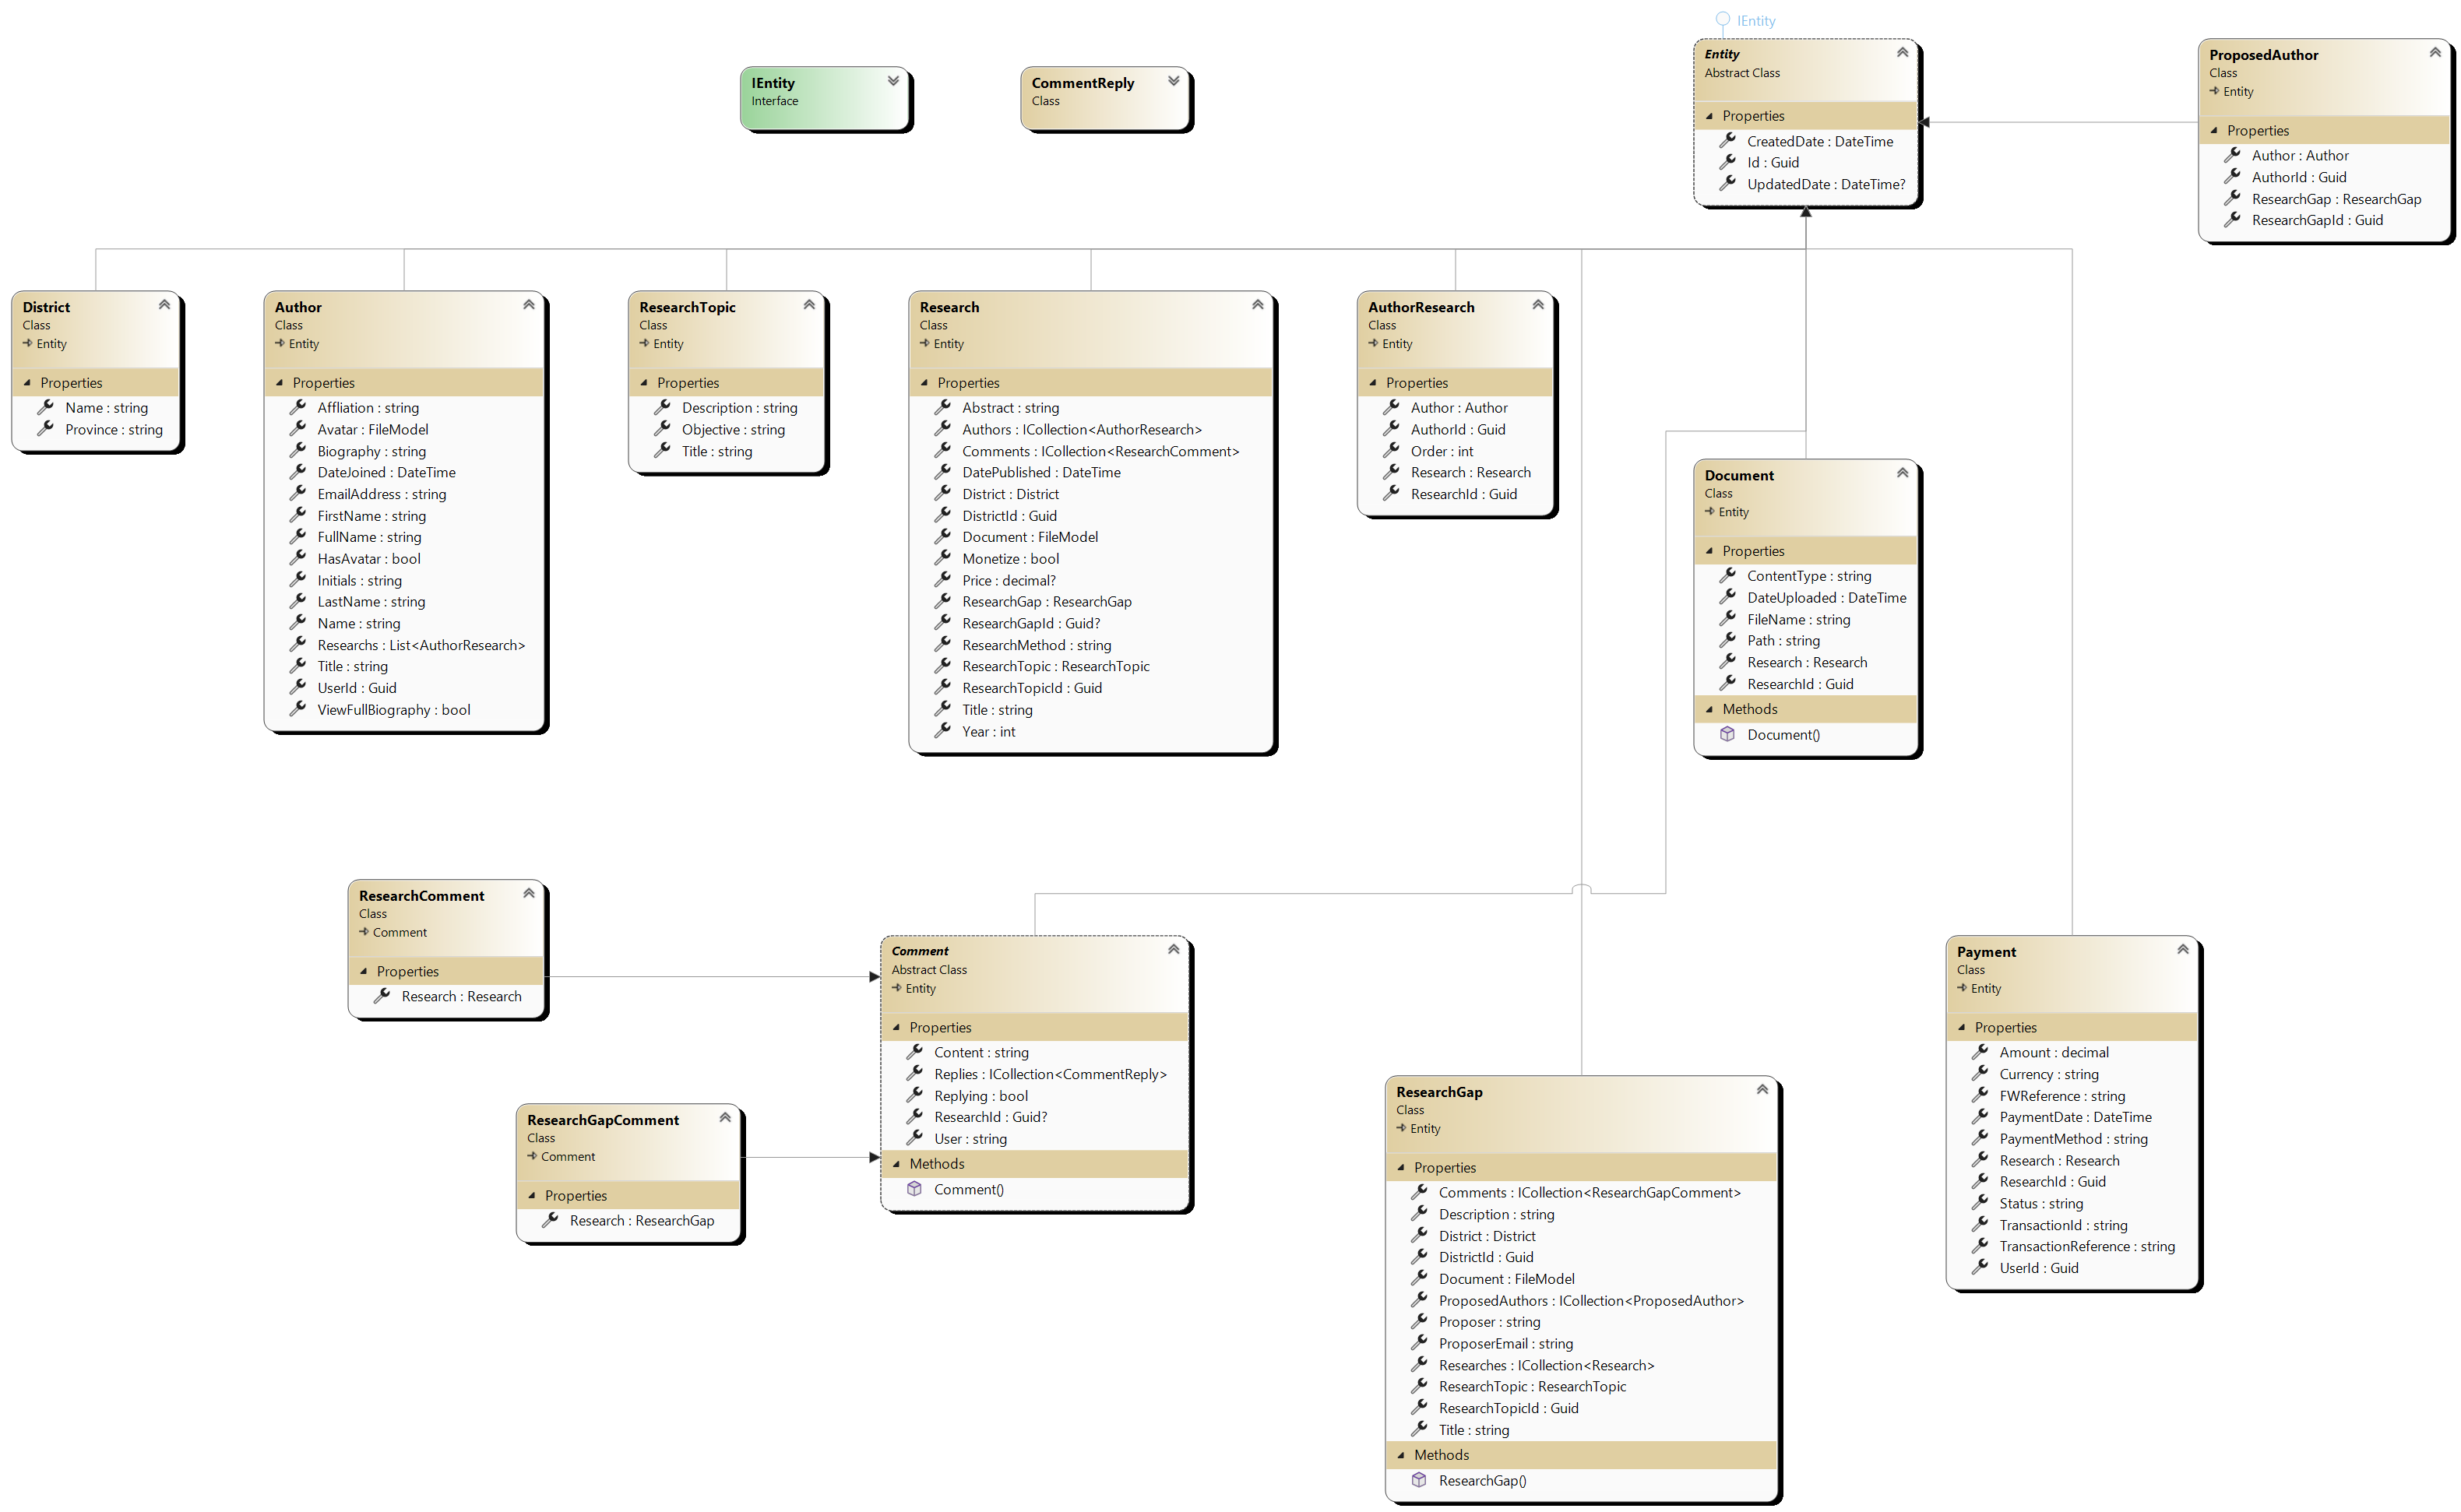 IEntity
IEntity
Interface
CommentReply
Class
Entity
Abstract Class
Properties
CreatedDate : DateTime
Id : Guid
UpdatedDate : DateTime?
ProposedAuthor
Class
Entity
Properties
Author : Author
AuthorId : Guid
ResearchGap : ResearchGap
ResearchGapId : Guid
District
Class
Entity
Properties
Name : string
Province : string
Author
Class
Entity
Properties
Affliation : string
Avatar : FileModel
Biography : string
DateJoined : DateTime
EmailAddress : string
FirstName : string
FullName : string
HasAvatar : bool
Initials : string
LastName : string
Name : string
Researchs : List<AuthorResearch>
Title : string
UserId : Guid
ViewFullBiography : bool
ResearchTopic
Class
Entity
Properties
Description : string
Objective : string
Title : string
Research
Class
Entity
Properties
Abstract : string
Authors : ICollection<AuthorResearch>
Comments : ICollection<ResearchComment>
DatePublished : DateTime
District : District
DistrictId : Guid
Document : FileModel
Monetize : bool
Price : decimal?
ResearchGap : ResearchGap
ResearchGapId : Guid?
ResearchMethod : string
ResearchTopic : ResearchTopic
ResearchTopicId : Guid
Title : string
Year : int
AuthorResearch
Class
Entity
Properties
Author : Author
AuthorId : Guid
Order : int
Research : Research
ResearchId : Guid
Document
Class
Entity
Properties
ContentType : string
DateUploaded : DateTime
FileName : string
Path : string
Research : Research
ResearchId : Guid
Methods
Document()
ResearchComment
Class
Comment
Properties
Research : Research
ResearchGapComment
Class
Comment
Properties
Research : ResearchGap
Comment
Abstract Class
Entity
Properties
Content : string
Replies : ICollection<CommentReply>
Replying : bool
ResearchId : Guid?
User : string
Methods
Comment()
ResearchGap
Class
Entity
Properties
Comments : ICollection<ResearchGapComment>
Description : string
District : District
DistrictId : Guid
Document : FileModel
ProposedAuthors : ICollection<ProposedAuthor>
Proposer : string
ProposerEmail : string
Researches : ICollection<Research>
ResearchTopic : ResearchTopic
ResearchTopicId : Guid
Title : string
Methods
ResearchGap()
Payment
Class
Entity
Properties
Amount : decimal
Currency : string
FWReference : string
PaymentDate : DateTime
PaymentMethod : string
Research : Research
ResearchId : Guid
Status : string
TransactionId : string
TransactionReference : string
UserId : Guid